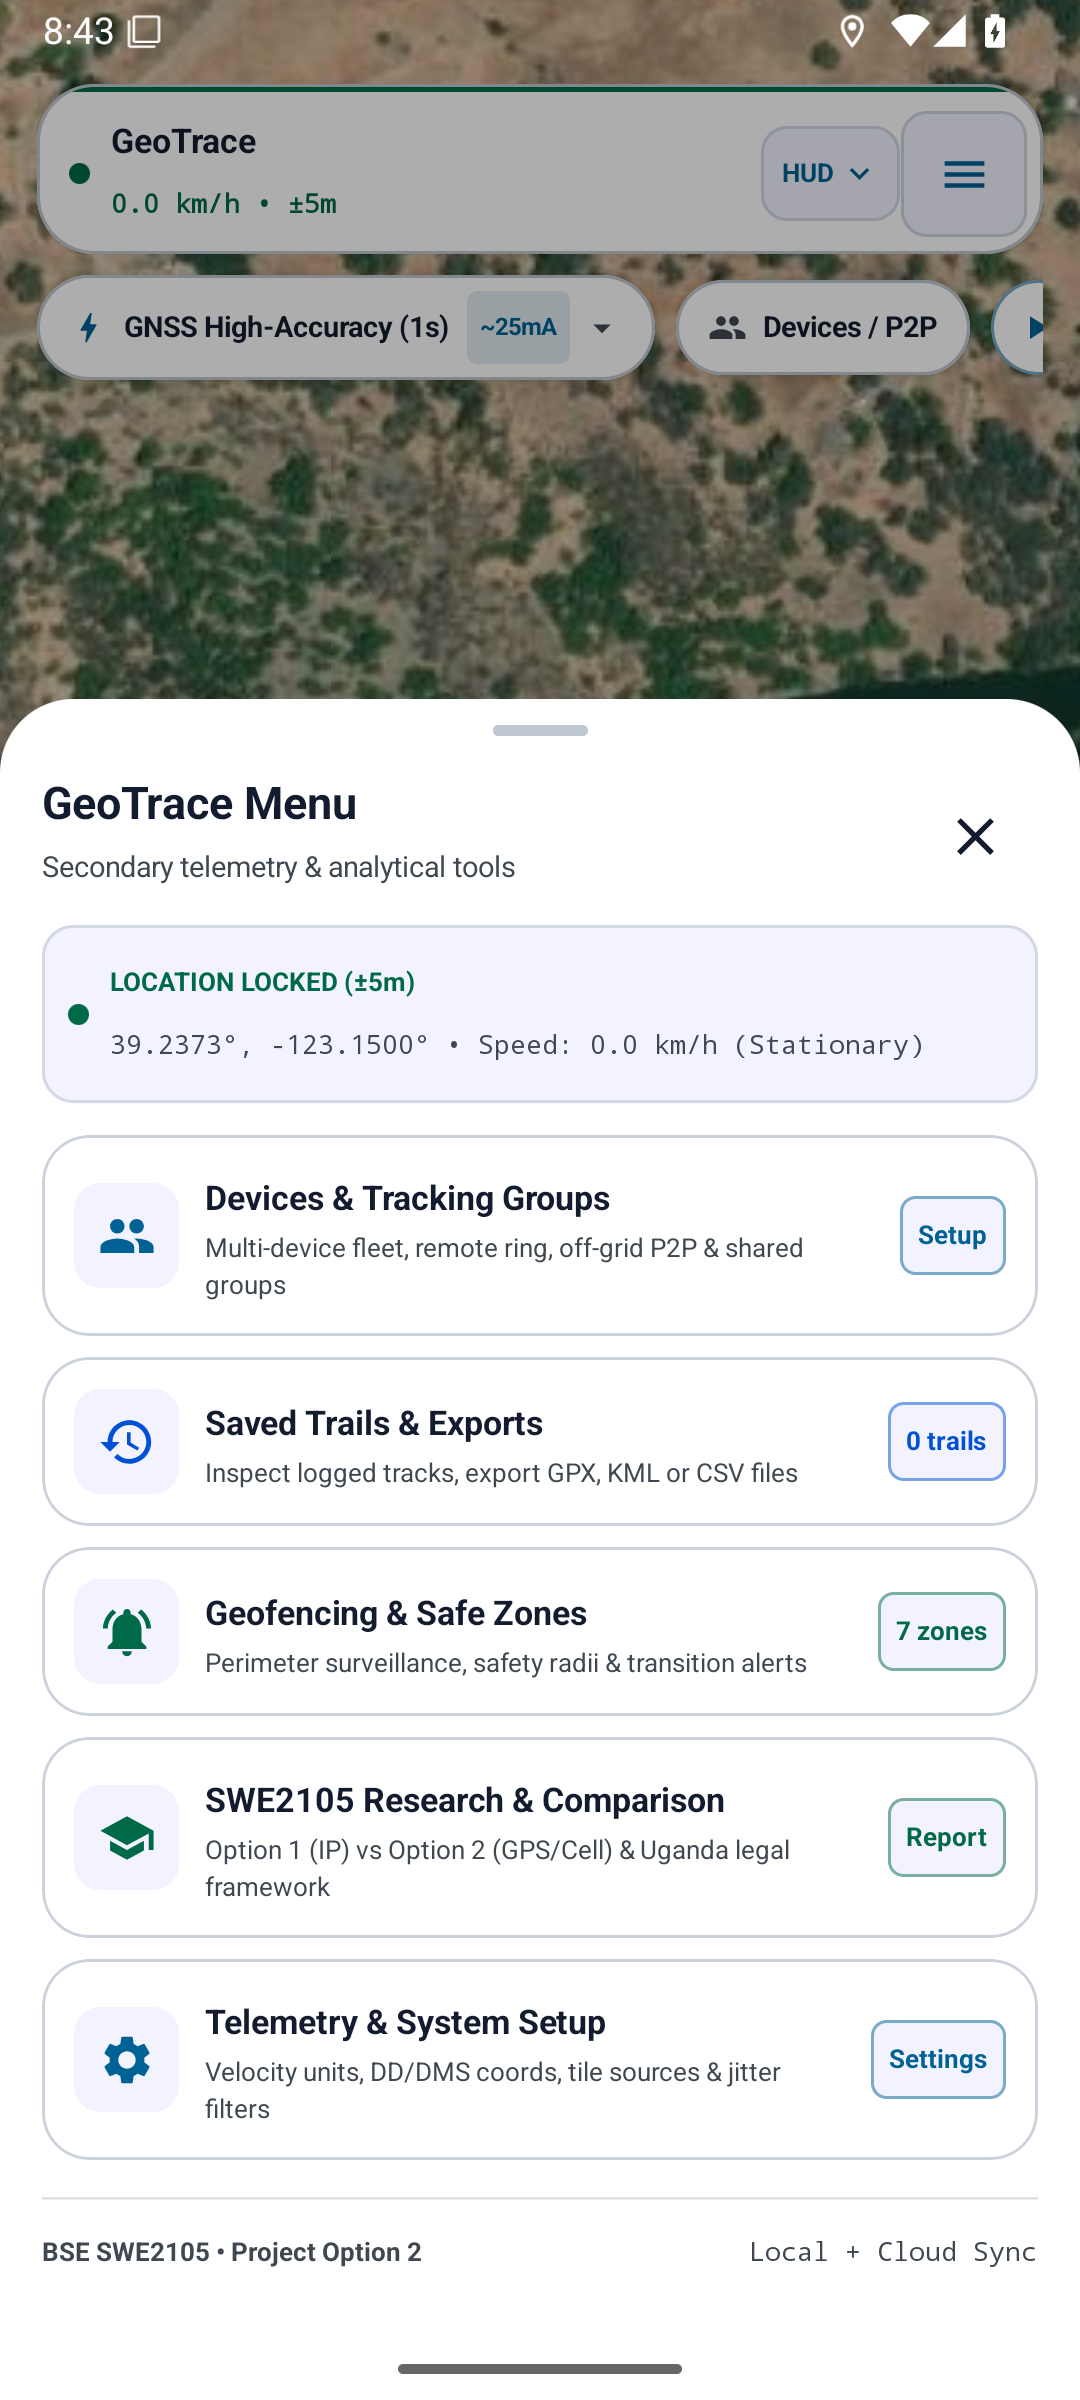 8:43
GeoTrace
0.0 km/h • ±5m
HUD
GNSS High-Accuracy (1s)
~25mA
Devices / P2P
GeoTrace Menu
Secondary telemetry & analytical tools
LOCATION LOCKED (±5m)
39.2373°, -123.1500° • Speed: 0.0 km/h (Stationary)
Devices & Tracking Groups
Multi-device fleet, remote ring, off-grid P2P & shared
groups
Setup
Saved Trails & Exports
Inspect logged tracks, export GPX, KML or CSV files
0 trails
Geofencing & Safe Zones
Perimeter surveillance, safety radii & transition alerts
7 zones
SWE2105 Research & Comparison
Option 1 (IP) vs Option 2 (GPS/Cell) & Uganda legal
framework
Report
Telemetry & System Setup
Velocity units, DD/DMS coords, tile sources & jitter
filters
Settings
BSE SWE2105 • Project Option 2
Local + Cloud Sync